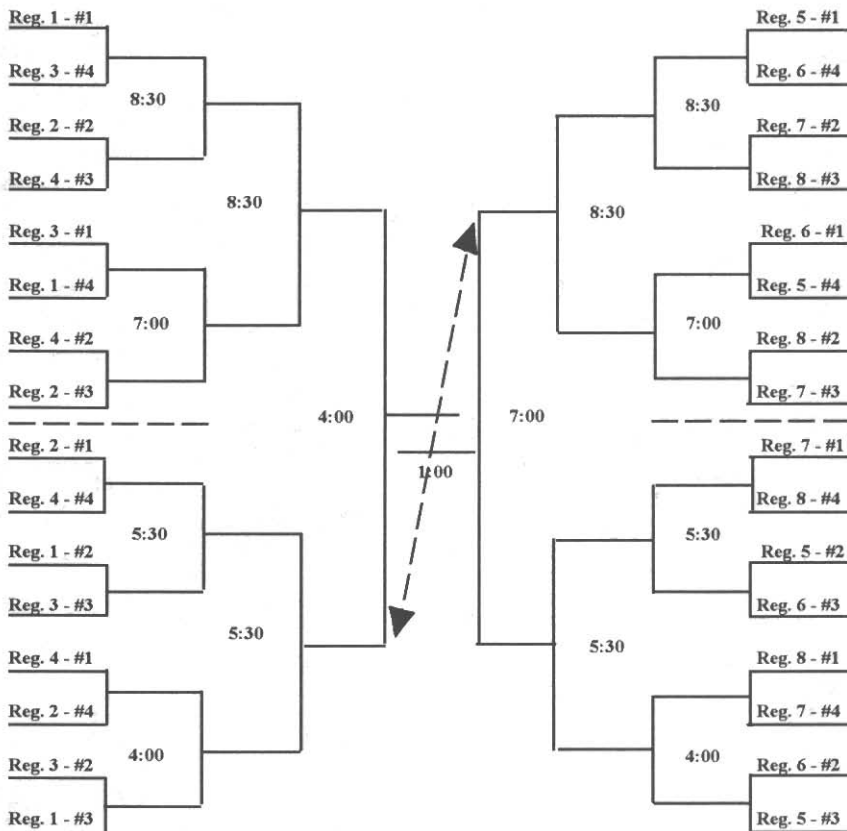 Reg. 1 - #1
Reg. 3 - #4
8:30
Reg. 2 - #2
Reg. 4 - #3
8:30
Reg. 3 - #1
Reg. 1 - #4
7:00
Reg. 4 - #2
Reg. 2 - #3
4:00
Reg. 2 - #1
Reg. 4 - #4
5:30
Reg. 1 - #2
Reg. 3 - #3
5:30
Reg. 4 - #1
Reg. 2 - #4
4:00
Reg. 3 - #2
Reg. 1 - #3
1:00
Reg. 5 - #1
Reg. 6 - #4
8:30
Reg. 7 - #2
Reg. 8 - #3
8:30
Reg. 6 - #1
Reg. 5 - #4
7:00
Reg. 8 - #2
Reg. 7 - #3
7:00
Reg. 7 - #1
Reg. 8 - #4
5:30
Reg. 5 - #2
Reg. 6 - #3
5:30
Reg. 8 - #1
Reg. 7 - #4
4:00
Reg. 6 - #2
Reg. 5 - #3